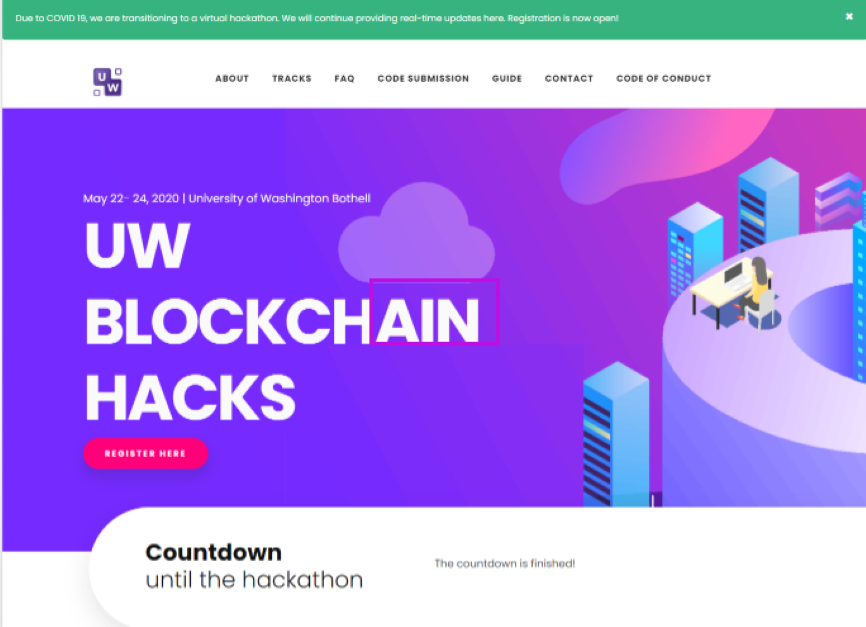 Due to COVID 19, we are transitioning to a virtual hackathon. We will continue providing real-time updates here. Registration is now open!
×
U
W
ABOUT TRACKS FAQ CODE SUBMISSION GUIDE CONTACT CODE OF CONDUCT
May 22- 24, 2020 | University of Washington Bothell
UW
BLOCKCHAIN
HACKS
REGISTER HERE
Countdown
until the hackathon
The countdown is finished!